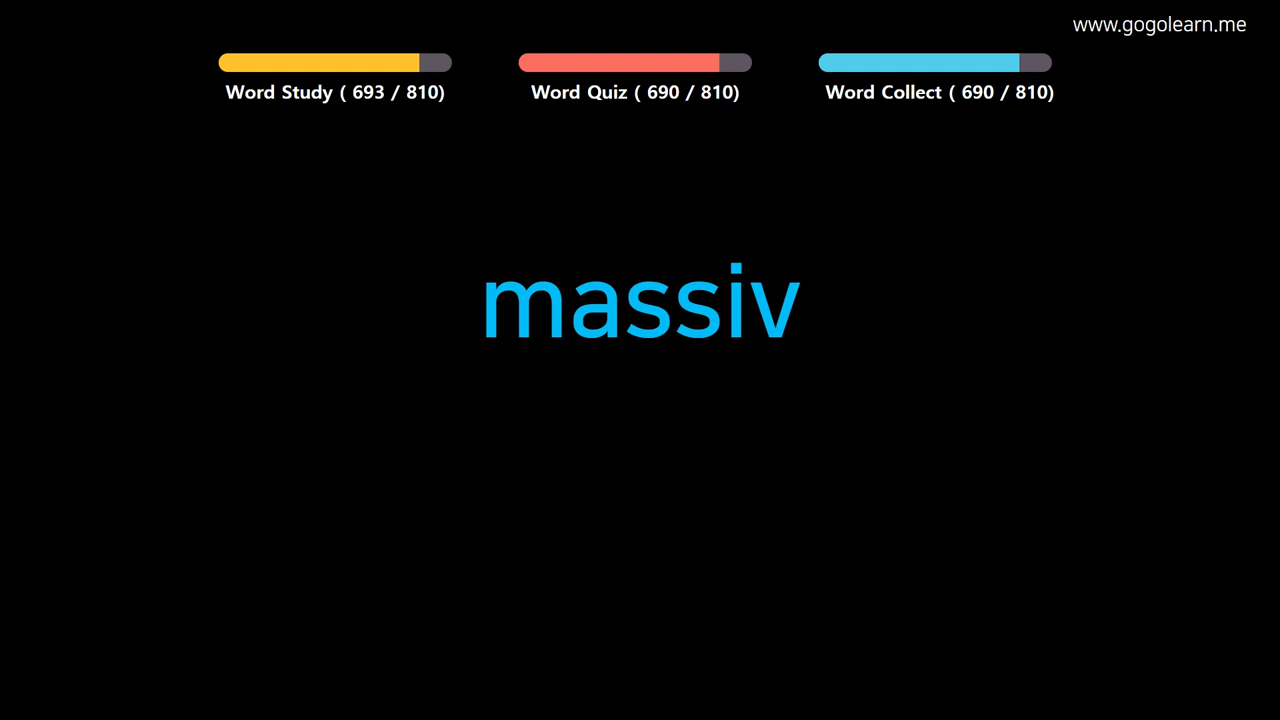 www.gogolearn.me
Word Study ( 693 / 810)
Word Quiz ( 690 / 810)
Word Collect ( 690 / 810)
massiv